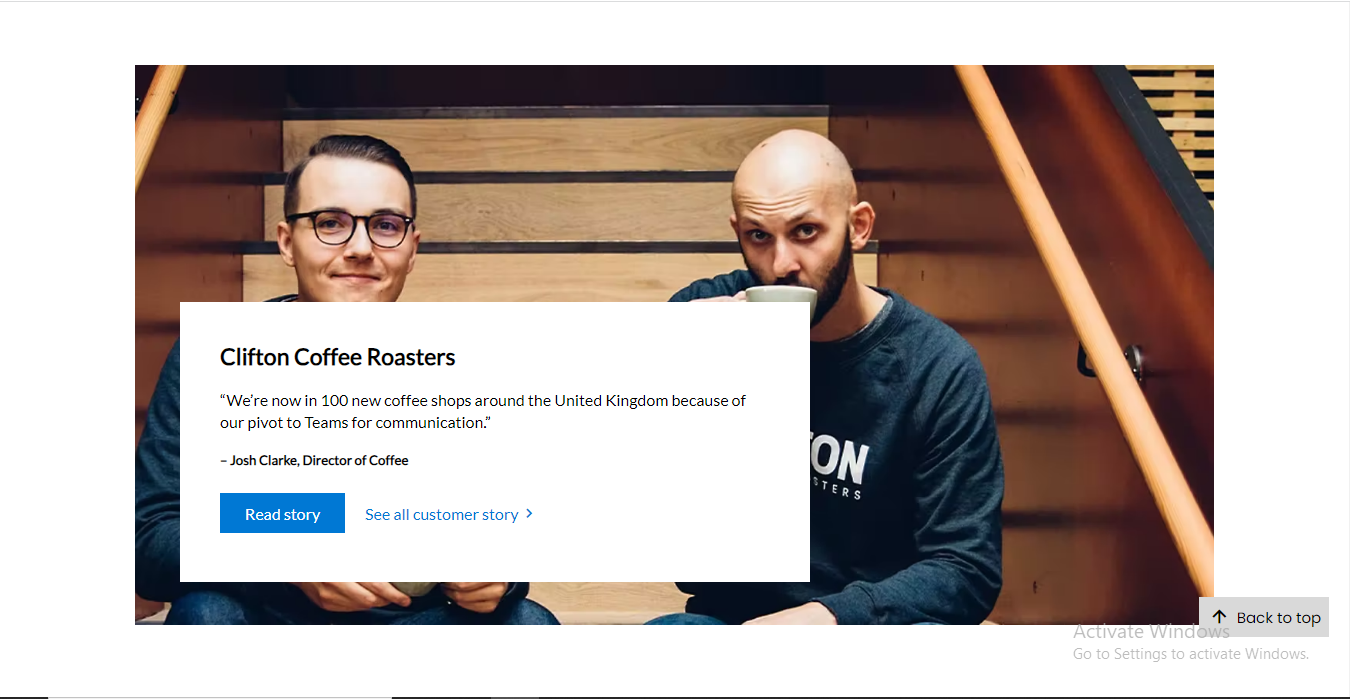 Clifton Coffee Roasters
“We’re now in 100 new coffee shops around the United Kingdom because of
our pivot to Teams for communication.”
– Josh Clarke, Director of Coffee
Read story
See all customer story >
ON
STERS
Back to top
Activate Windows
Go to Settings to activate Windows.